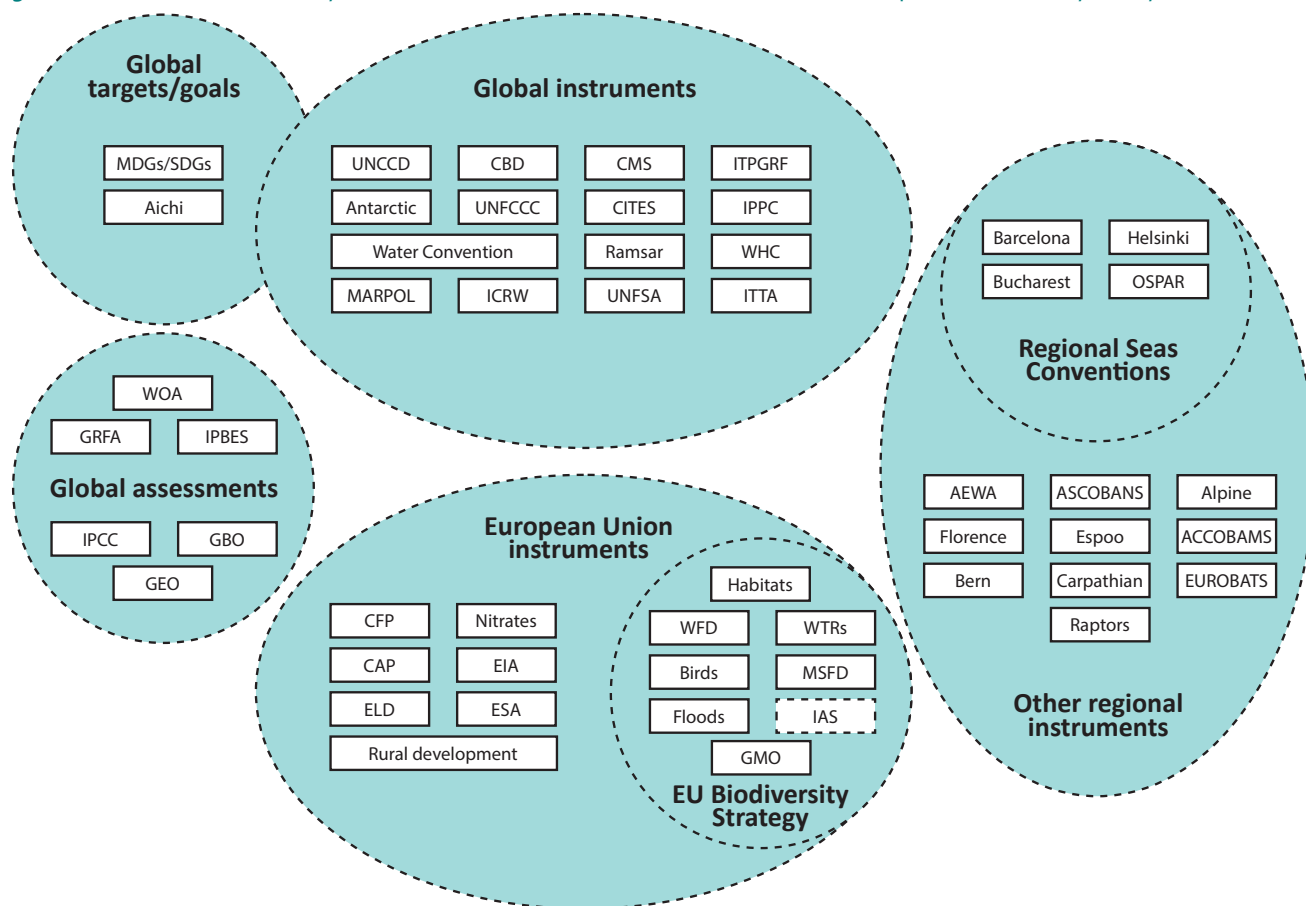 Global
targets/goals
MDGs/SDGs
Aichi
Global instruments
UNCCD CBD CMS ITPGRF
Antarctic UNFCCC CITES IPPC
Water Convention Ramsar WHC
MARPOL ICRW UNFSA ITTA
Barcelona Helsinki
Bucharest OSPAR
Regional Seas
Conventions
WOA
GRFA IPBES
Global assessments
IPCC GBO
GEO
AEWA ASCOBANS Alpine
Florence Espoo ACCOBAMS
Bern Carpathian EUROBATS
Raptors
Other regional
instruments
European Union
instruments
CFP Nitrates
CAP EIA
ELD ESA
Rural development
Habitats
WFD WTRs
Birds MSFD
Floods IAS
GMO
EU Biodiversity
Strategy